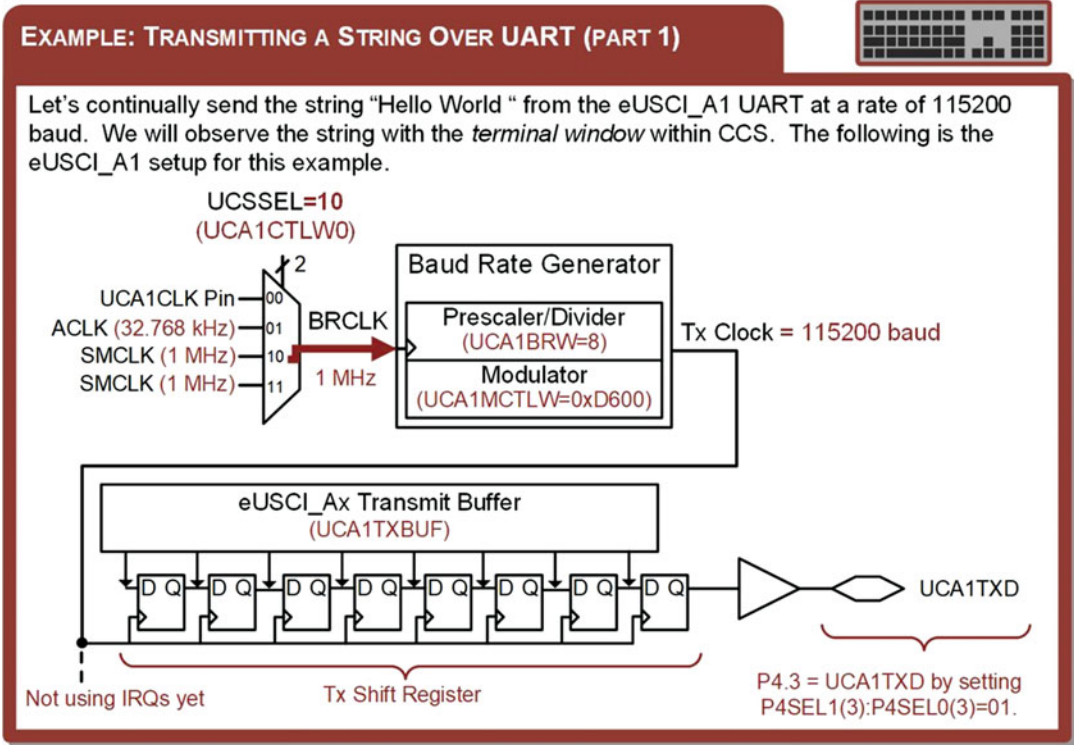 EXAMPLE: TRANSMITTING A STRING OVER UART (PART 1)
Let's continually send the string “Hello World “ from the eUSCI_A1 UART at a rate of 115200
baud. We will observe the string with the terminal window within CCS. The following is the
eUSCI_A1 setup for this example.
UCSSEL=10
(UCA1CTLW0)
2
UCA1CLK Pin
00
ACLK (32.768 kHz)
01
SMCLK (1 MHz)
10
SMCLK (1 MHz)
11
BRCLK
1 MHz
Baud Rate Generator
Prescaler/Divider
(UCA1BRW=8)
Modulator
(UCA1MCTLW=0xD600)
Tx Clock = 115200 baud
eUSCI_Ax Transmit Buffer
(UCA1TXBUF)
D Q D Q D Q D Q D Q D Q D Q D Q
UCA1TXD
Not using IRQs yet
Tx Shift Register
P4.3 = UCA1TXD by setting
P4SEL1(3):P4SEL0(3)=01.